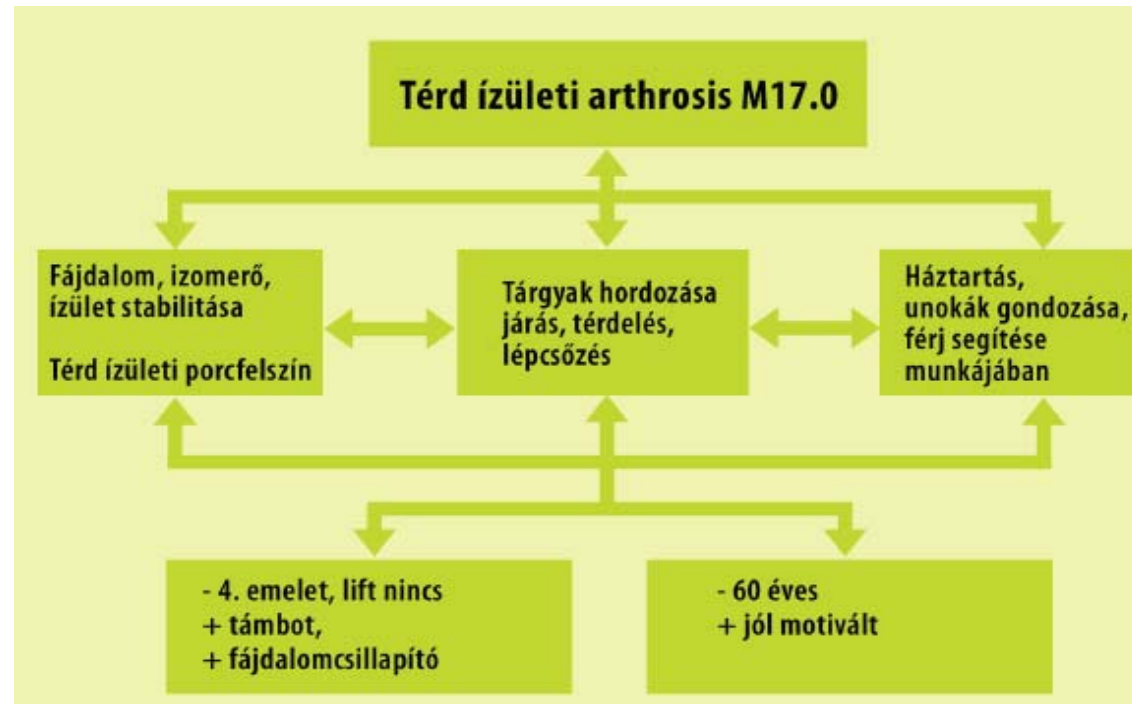 Térd ízületi arthrosis M17.0
Fájdalom, izomerő,
ízület stabilitása
Térd ízületi porcfelszín
Tárgyak hordozása
járás, térdelés,
lépcsőzés
Háztartás,
unokák gondozása,
férj segítése
munkájában
- 4. emelet, lift nincs
+ támbot,
+ fájdalomcsillapító
- 60 éves
+ jól motivált